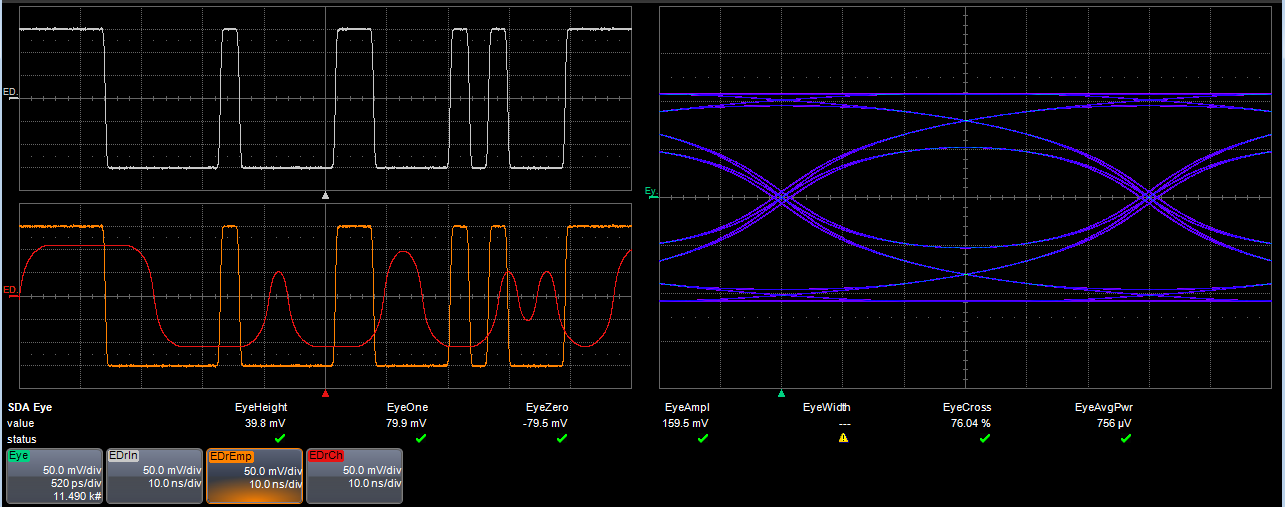 ED.
Ey.
ED.
SDA Eye EyeHeight EyeOne EyeZero EyeAmpl EyeWidth EyeCross EyeAvgPwr
value 39.8 mV 79.9 mV -79.5 mV 159.5 mV --- 76.04 % 756 µV
status
Eye EDrIn EDrEmp EDrCh
50.0 mV/div 50.0 mV/div 50.0 mV/div 50.0 mV/div
520 ps/div 10.0 ns/div 10.0 ns/div 10.0 ns/div
11.490 k#